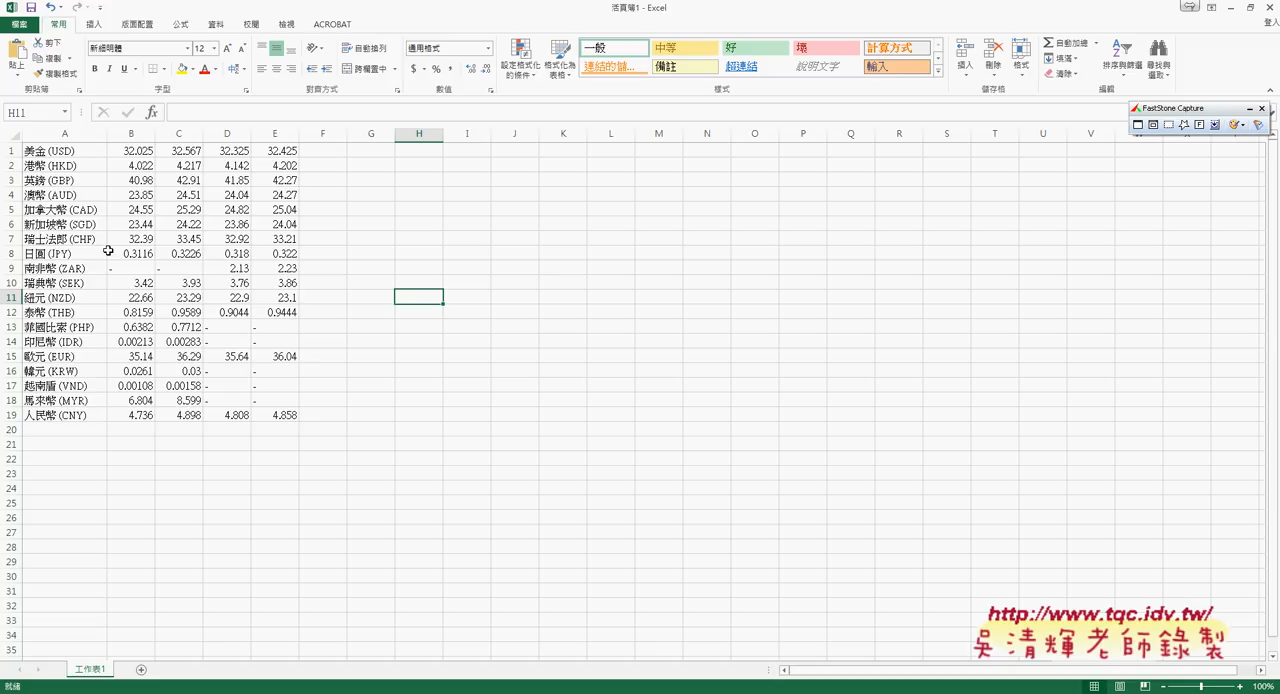 活頁簿1 - Excel
登入
檔案 常用 插入 版面配置 公式 資料 校閱 檢視 ACROBAT
貼上 剪下 複製 複製格式 剪貼簿
新細明體 12 B I U 字型
自動換列 跨欄置中 對齊方式
通用格式 $ % , 數值
設定格式化的條件 格式化為表格
一般 中等 好 壞 計算方式
連結的儲... 備註 超連結 說明文字 輸入
樣式
插入 刪除 格式 儲存格
自動加總 填滿 清除 排序與篩選 尋找與選取 編輯
H11 fx
FastStone Capture
A B C D E F G H I J K L M N O P Q R S T U V
1 美金 (USD) 32.025 32.567 32.325 32.425
2 港幣 (HKD) 4.022 4.217 4.142 4.202
3 英鎊 (GBP) 40.98 42.91 41.85 42.27
4 澳幣 (AUD) 23.85 24.51 24.04 24.27
5 加拿大幣 (CAD) 24.55 25.29 24.82 25.04
6 新加坡幣 (SGD) 23.44 24.22 23.86 24.04
7 瑞士法郎 (CHF) 32.39 33.45 32.92 33.21
8 日圓 (JPY) 0.3116 0.3226 0.318 0.322
9 南非幣 (ZAR) - - 2.13 2.23
10 瑞典幣 (SEK) 3.42 3.93 3.76 3.86
11 紐元 (NZD) 22.66 23.29 22.9 23.1
12 泰幣 (THB) 0.8159 0.9589 0.9044 0.9444
13 菲國比索 (PHP) 0.6382 0.7712 - -
14 印尼幣 (IDR) 0.00213 0.00283 - -
15 歐元 (EUR) 35.14 36.29 35.64 36.04
16 韓元 (KRW) 0.0261 0.03 - -
17 越南盾 (VND) 0.00108 0.00158 - -
18 馬來幣 (MYR) 6.804 8.599 - -
19 人民幣 (CNY) 4.736 4.898 4.808 4.858
20
21
22
23
24
25
26
27
28
29
30
31
32
33
34
35
http://www.tqc.idv.tw/
吳清輝老師錄製
工作表1
就緒
100%